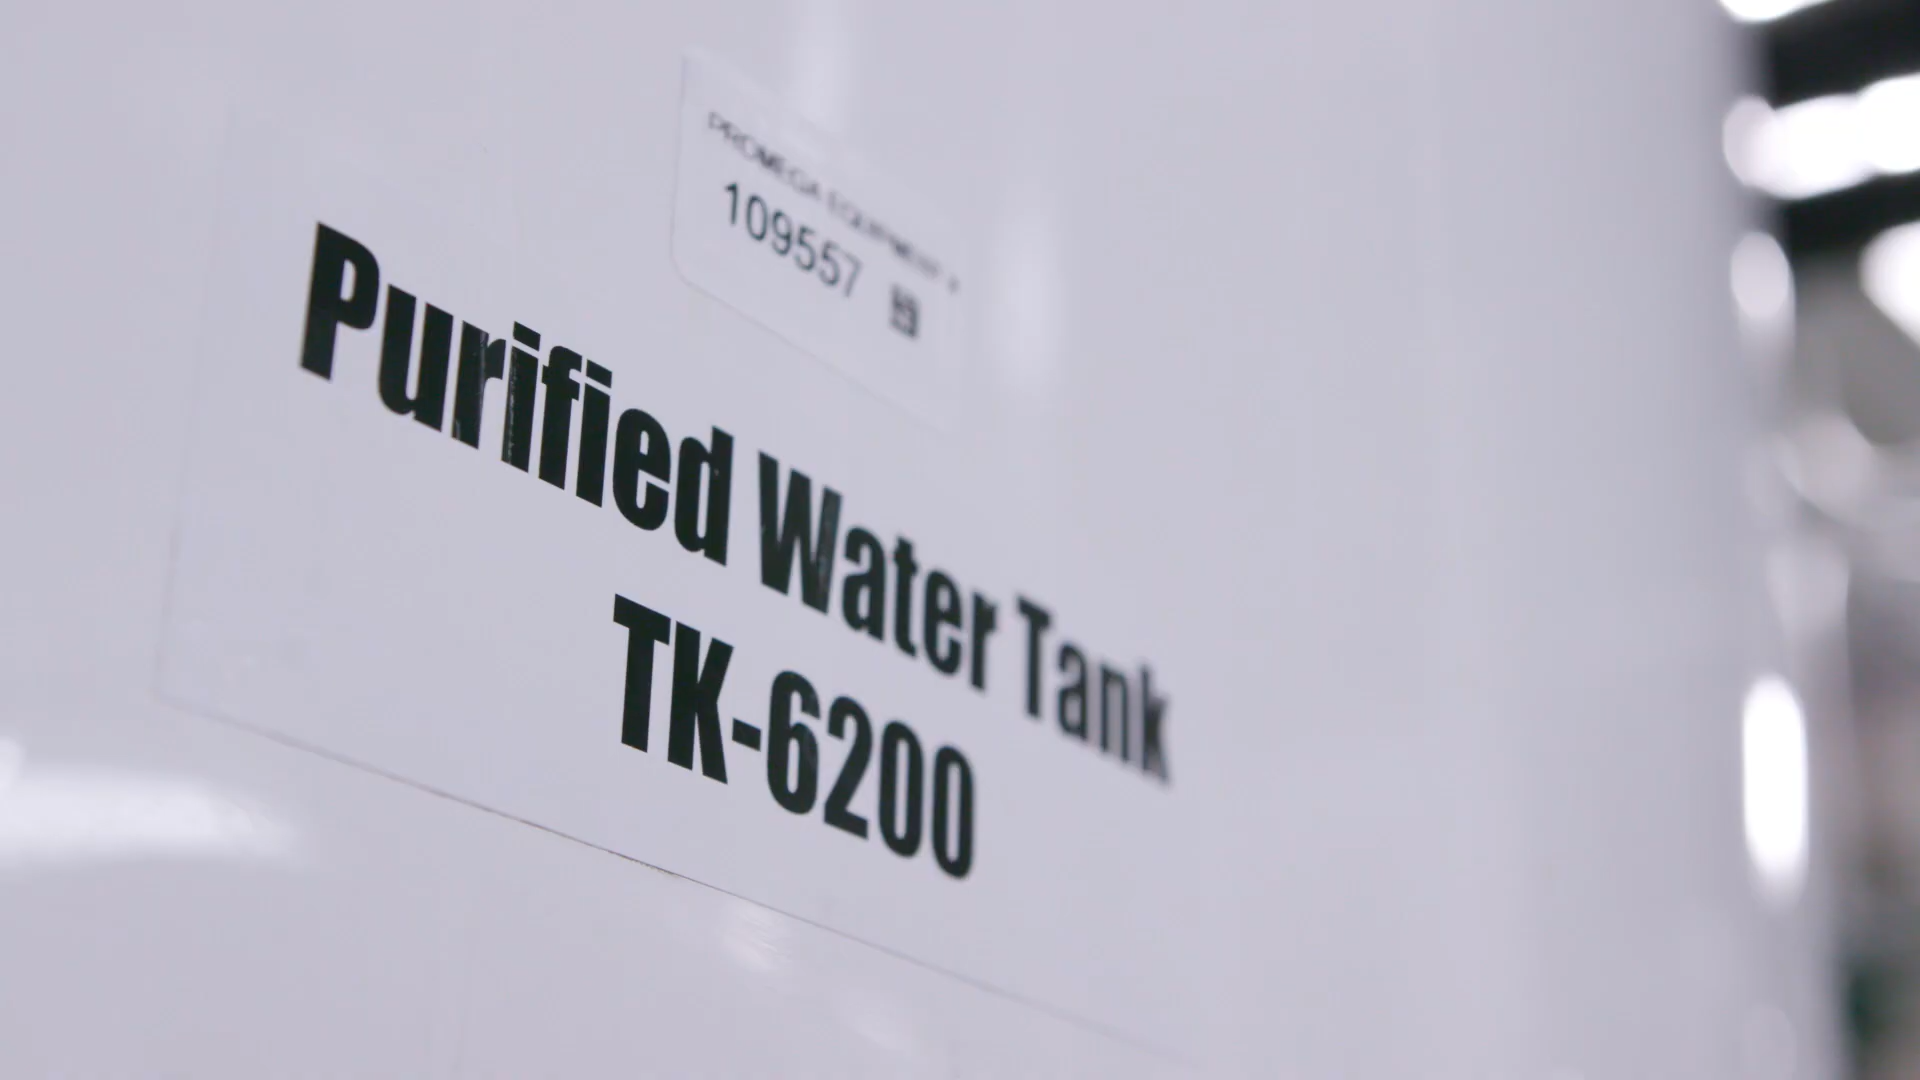 PROMEGA EQUIPMENT #
109557
Purified Water Tank
TK-6200